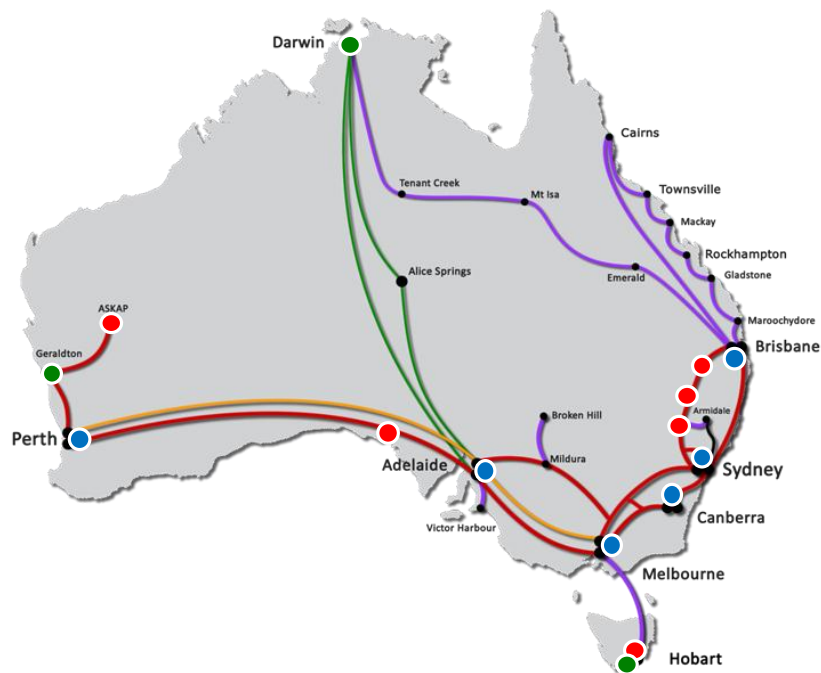 Darwin
Cairns
Tenant Creek
Mt Isa
Townsville
Mackay
Rockhampton
Alice Springs
Emerald
Gladstone
ASKAP
Maroochydore
Geraldton
Brisbane
Broken Hill
Armidale
Perth
Adelaide
Mildura
Sydney
Victor Harbour
Canberra
Melbourne
Hobart